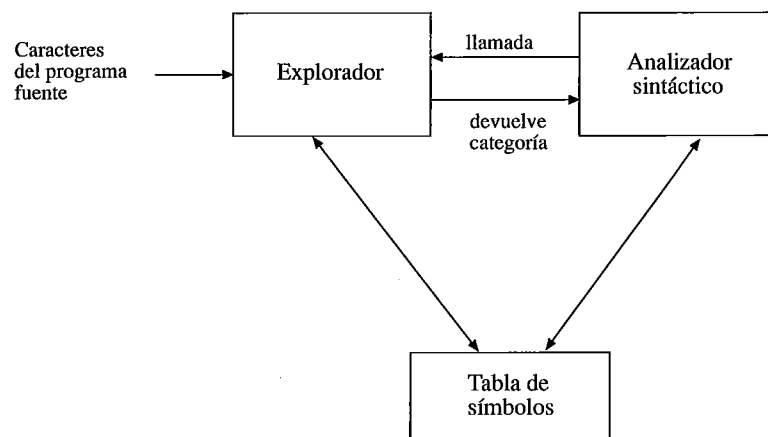 Caracteres
del programa
fuente
Explorador
llamada
devuelve
categoría
Analizador
sintáctico
Tabla de
símbolos